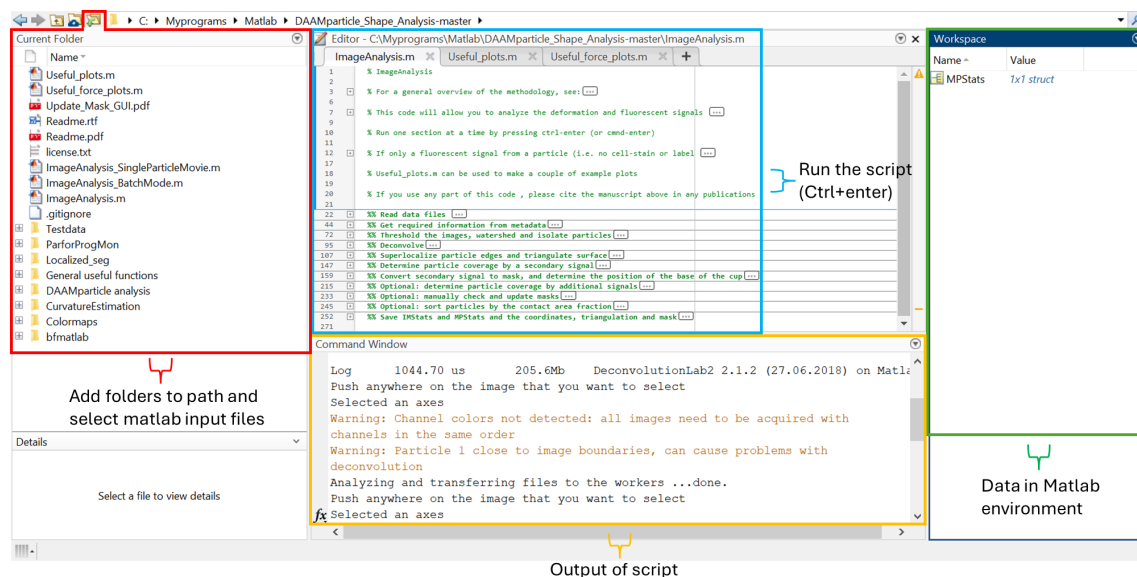 C: Myprograms Matlab DAAMparticle_Shape_Analysis-master
Current Folder
Name
Useful_plots.m
Useful_force_plots.m
Update_Mask_GUI.pdf
Readme.rtf
Readme.pdf
license.txt
ImageAnalysis_SingleParticleMovie.m
ImageAnalysis_BatchMode.m
ImageAnalysis.m
.gitignore
Testdata
ParforProgMon
Localized_seg
General useful functions
DAAMparticle analysis
CurvatureEstimation
Colormaps
bfmatlab
Add folders to path and
select matlab input files
Details
Select a file to view details
Editor - C:\Myprograms\Matlab\DAAMparticle_Shape_Analysis-master\ImageAnalysis.m
ImageAnalysis.m Useful_plots.m Useful_force_plots.m +
1 % ImageAnalysis
2
3 % For a general overview of the methodology, see: ...
6
7 % This code will allow you to analyze the deformation and fluorescent signals ...
9
10 % Run one section at a time by pressing ctrl-enter (or cmnd-enter)
11
12 % If only a fluorescent signal from a particle (i.e. no cell-stain or label ...
17
18 % Useful_plots.m can be used to make a couple of example plots
19
20 % If you use any part of this code , please cite the manuscript above in any publications
21
22 %% Read data files ...
44 %% Get required information from metadata ...
72 %% Threshold the images, watershed and isolate particles ...
95 %% Deconvolve ...
107 %% Superlocalize particle edges and triangulate surface ...
147 %% Determine particle coverage by a secondary signal ...
159 %% Convert secondary signal to mask, and determine the position of the base of the cup ...
215 %% Optional: determine particle coverage by additional signals ...
233 %% Optional: manually check and update masks ...
245 %% Optional: sort particles by the contact area fraction ...
252 %% Save IMStats and MPStats and the coordinates, triangulation and mask ...
271
Run the script
(Ctrl+enter)
Command Window
Log 1044.70 us 205.6Mb DeconvolutionLab2 2.1.2 (27.06.2018) on Matla
Push anywhere on the image that you want to select
Selected an axes
Warning: Channel colors not detected: all images need to be acquired with
channels in the same order
Warning: Particle 1 close to image boundaries, can cause problems with
deconvolution
Analyzing and transferring files to the workers ...done.
Push anywhere on the image that you want to select
fx Selected an axes
Output of script
Workspace
Name Value
MPStats 1x1 struct
Data in Matlab
environment